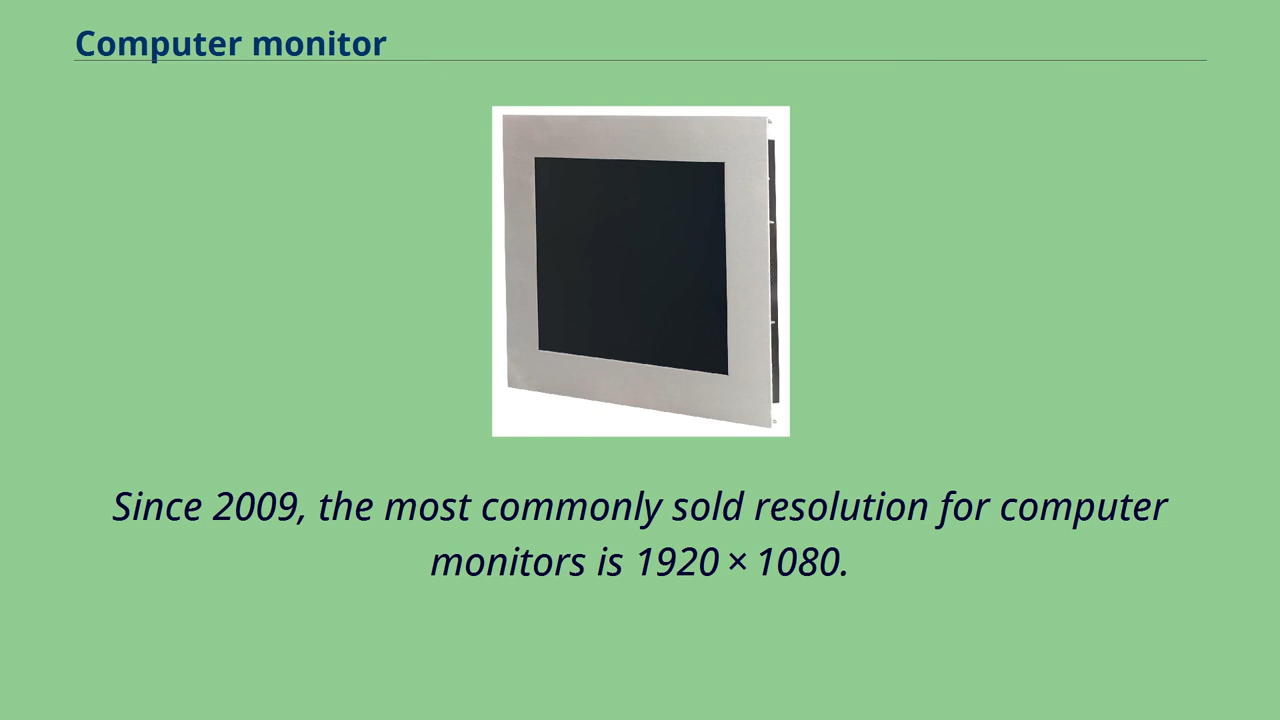 Computer monitor
Since 2009, the most commonly sold resolution for computer
monitors is 1920 × 1080.